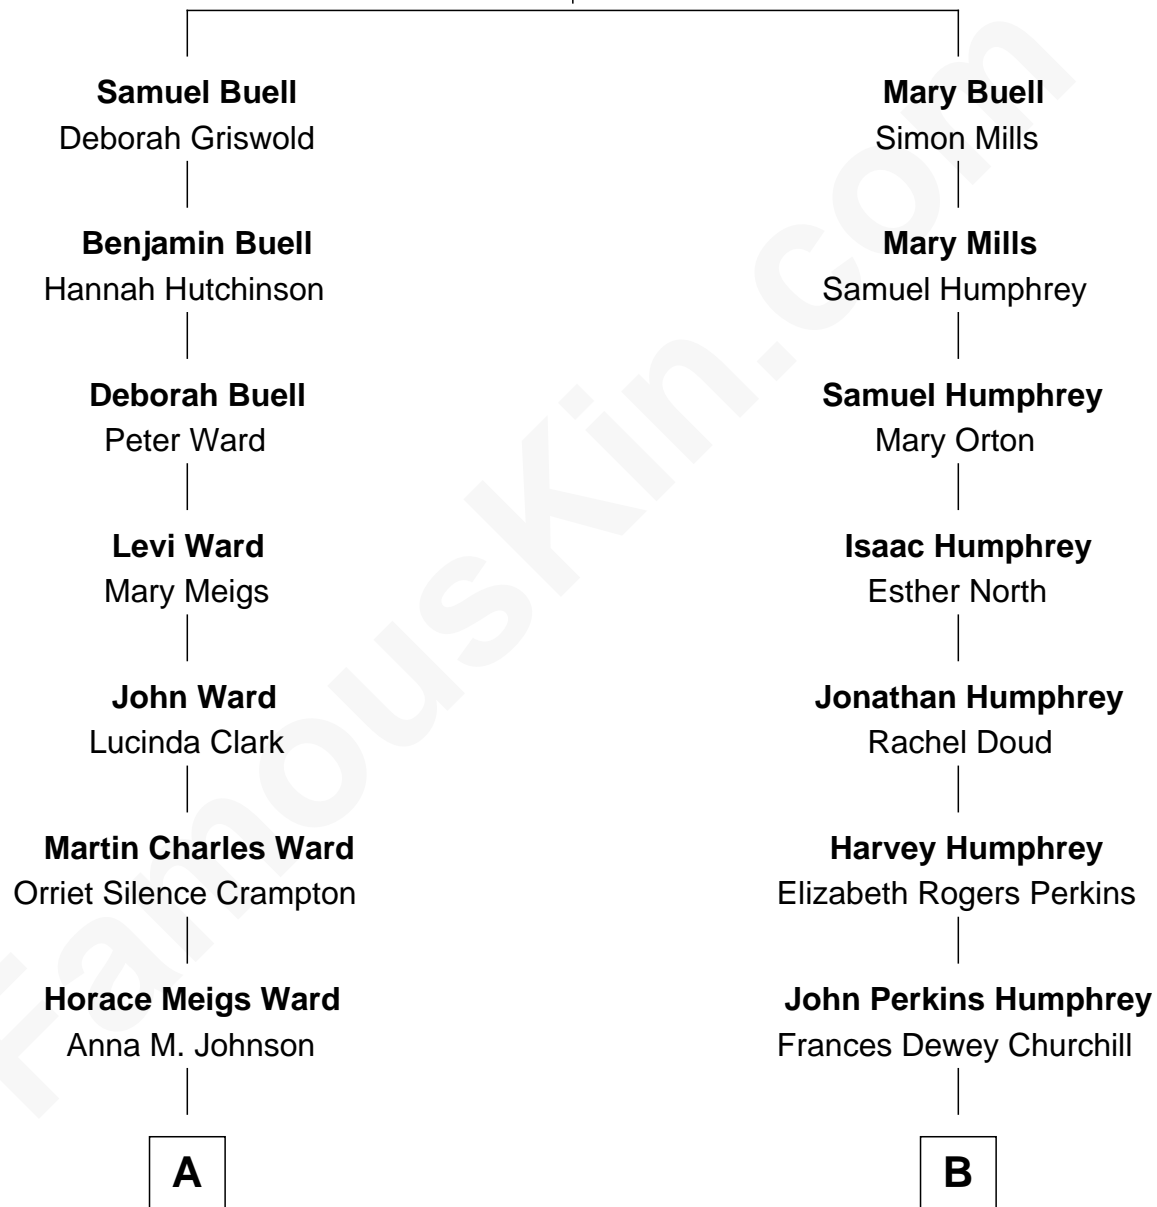 Samuel Buell
Deborah Griswold
Mary Buell
Simon Mills
Benjamin Buell
Hannah Hutchinson
Mary Mills
Samuel Humphrey
Deborah Buell
Peter Ward
Samuel Humphrey
Mary Orton
Levi Ward
Mary Meigs
Isaac Humphrey
Esther North
John Ward
Lucinda Clark
Jonathan Humphrey
Rachel Doud
Martin Charles Ward
Orriet Silence Crampton
Harvey Humphrey
Elizabeth Rogers Perkins
Horace Meigs Ward
Anna M. Johnson
John Perkins Humphrey
Frances Dewey Churchill
A
B
FamousKin.com